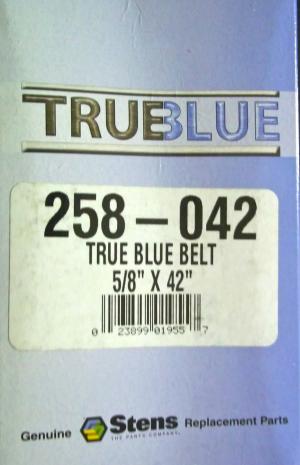 TRUEBLUE
258-042
TRUE BLUE BELT
5/8" X 42"
0 23899 01955 7
Genuine Stens Replacement Parts
THE PARTS COMPANY